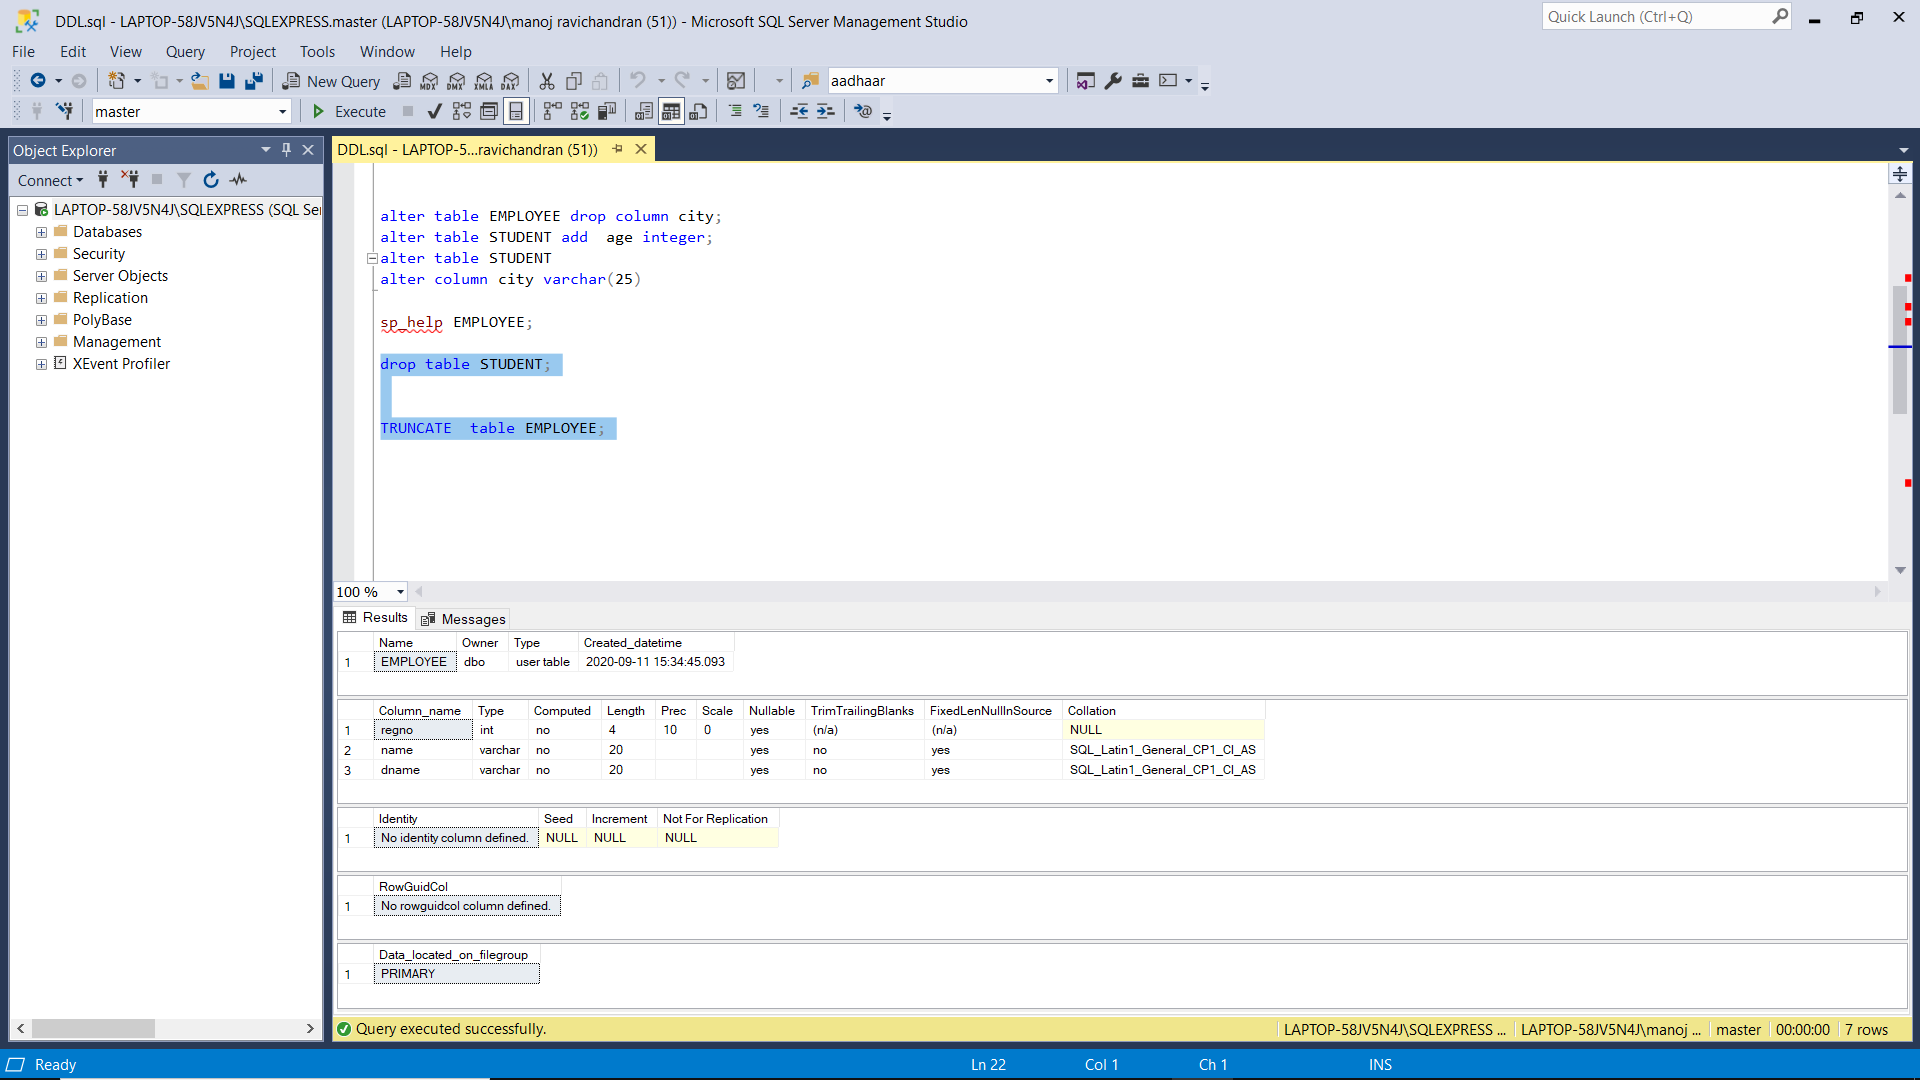 DDL.sql - LAPTOP-58JV5N4J\SQLEXPRESS.master (LAPTOP-58JV5N4J\manoj ravichandran (51)) - Microsoft SQL Server Management Studio
Quick Launch (Ctrl+Q)
File Edit View Query Project Tools Window Help
New Query MDX DMX XMLA DAX aadhaar
master Execute
Object Explorer
DDL.sql - LAPTOP-5...ravichandran (51))
Connect
LAPTOP-58JV5N4J\SQLEXPRESS (SQL Ser
Databases
Security
Server Objects
Replication
PolyBase
Management
XEvent Profiler
alter table EMPLOYEE drop column city;
alter table STUDENT add  age integer;
alter table STUDENT
alter column city varchar(25)
sp_help EMPLOYEE;
drop table STUDENT;
TRUNCATE  table EMPLOYEE;
100 %
Results Messages
Name Owner Type Created_datetime
1 EMPLOYEE dbo user table 2020-09-11 15:34:45.093
Column_name Type Computed Length Prec Scale Nullable TrimTrailingBlanks FixedLenNullInSource Collation
1 regno int no 4 10 0 yes (n/a) (n/a) NULL
2 name varchar no 20 yes no yes SQL_Latin1_General_CP1_CI_AS
3 dname varchar no 20 yes no yes SQL_Latin1_General_CP1_CI_AS
Identity Seed Increment Not For Replication
1 No identity column defined. NULL NULL NULL
RowGuidCol
1 No rowguidcol column defined.
Data_located_on_filegroup
1 PRIMARY
Query executed successfully. LAPTOP-58JV5N4J\SQLEXPRESS ... LAPTOP-58JV5N4J\manoj ... master 00:00:00 7 rows
Ready Ln 22 Col 1 Ch 1 INS